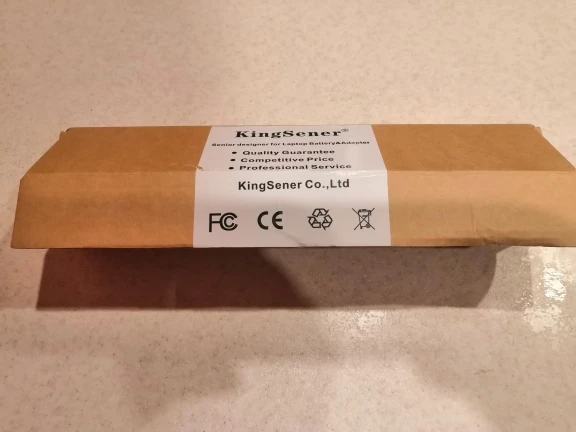 KingSener®
Senior designer for Laptop Battery&Adapter
• Quality Guarantee
• Competitive Price
• Professional Service
KingSener Co.,Ltd
FC CE